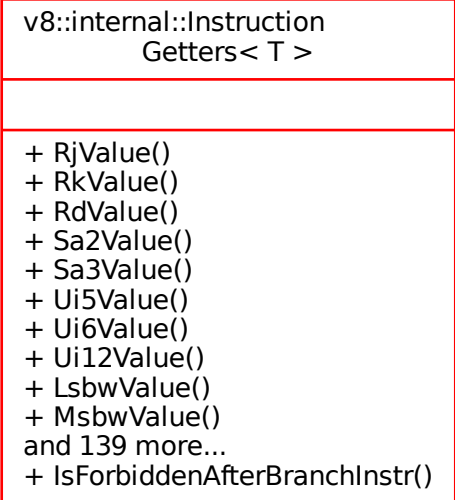 v8::internal::Instruction
Getters< T >
+ RjValue()
+ RkValue()
+ RdValue()
+ Sa2Value()
+ Sa3Value()
+ Ui5Value()
+ Ui6Value()
+ Ui12Value()
+ LsbwValue()
+ MsbwValue()
and 139 more...
+ IsForbiddenAfterBranchInstr()